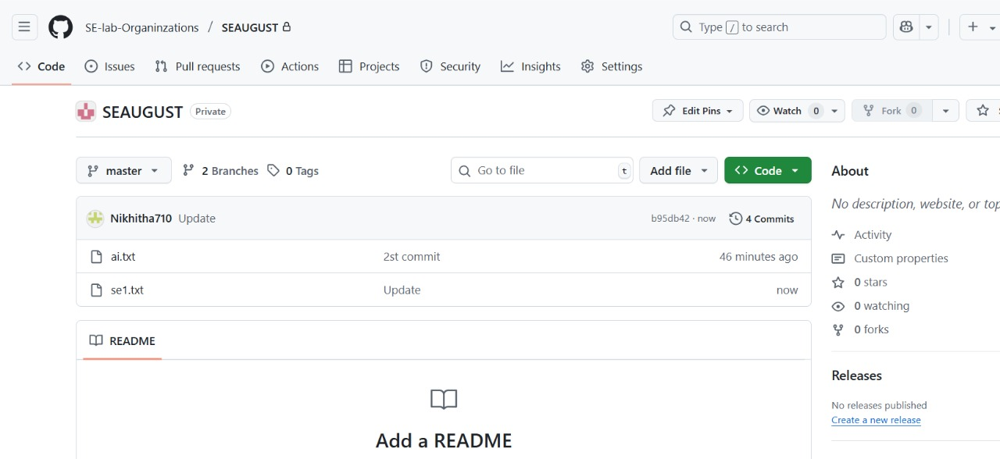 SE-lab-Organinzations / SEAUGUST
Type / to search
Code Issues Pull requests Actions Projects Security Insights Settings
SEAUGUST Private
Edit Pins Watch 0 Fork 0
master 2 Branches 0 Tags
Go to file t Add file Code
Nikhitha710 Update b95db42 · now 4 Commits
ai.txt 2st commit 46 minutes ago
se1.txt Update now
README
Add a README
About
No description, website, or
Activity
Custom properties
0 stars
0 watching
0 forks
Releases
No releases published
Create a new release